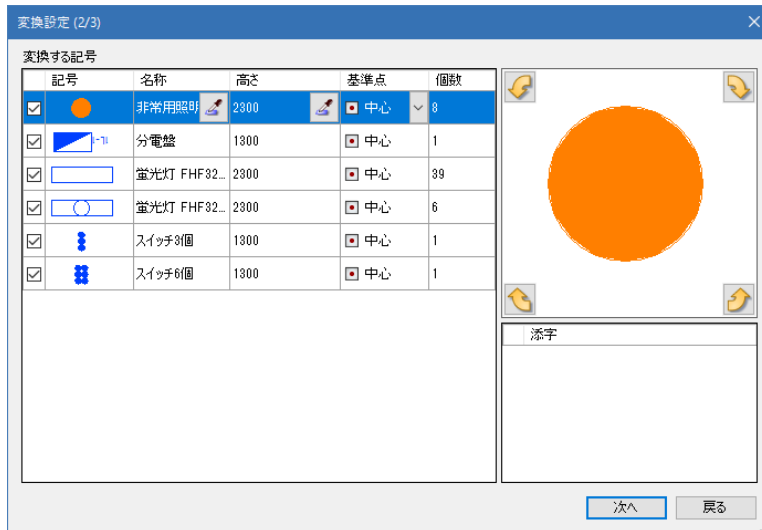 変換設定 (2/3)
変換する記号
記号 名称 高さ 基準点 個数
非常用照明 2300 中心 8
分電盤 1300 中心 1
蛍光灯 FHF32... 2300 中心 39
蛍光灯 FHF32... 2300 中心 6
スイッチ3個 1300 中心 1
スイッチ6個 1300 中心 1
添字
次へ 戻る